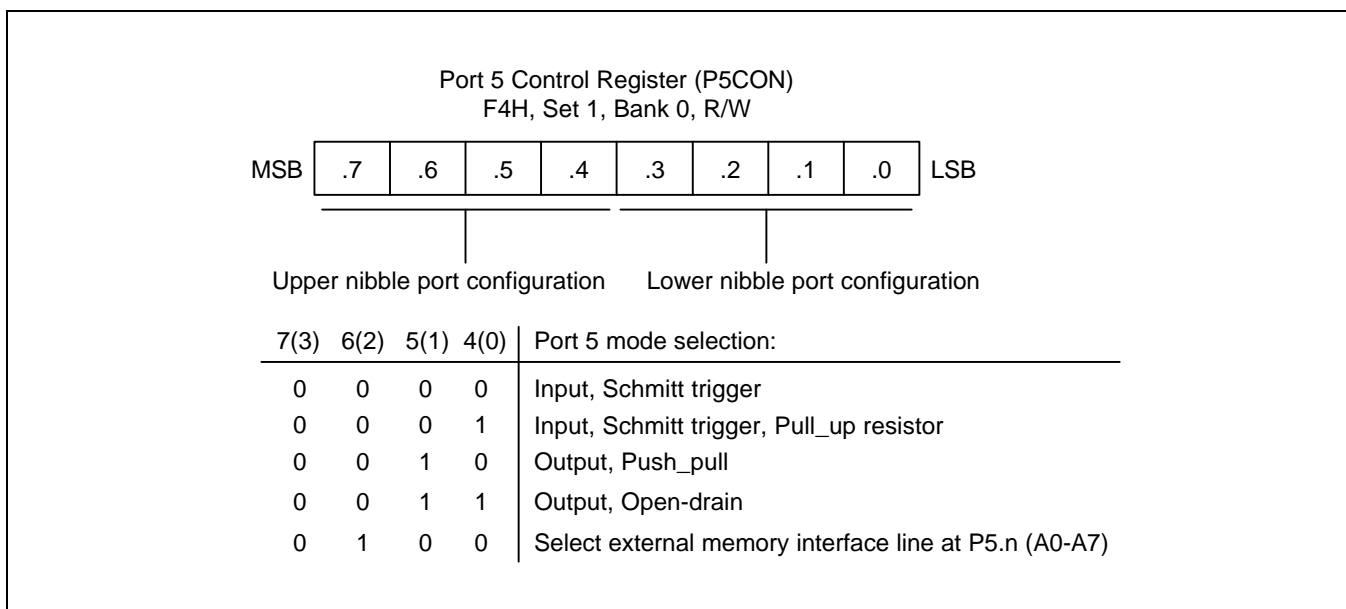 Port 5 Control Register (P5CON)
F4H, Set 1, Bank 0, R/W
MSB .7 .6 .5 .4 .3 .2 .1 .0 LSB
Upper nibble port configuration Lower nibble port configuration
7(3) 6(2) 5(1) 4(0) Port 5 mode selection:
0 0 0 0 Input, Schmitt trigger
0 0 0 1 Input, Schmitt trigger, Pull_up resistor
0 0 1 0 Output, Push_pull
0 0 1 1 Output, Open-drain
0 1 0 0 Select external memory interface line at P5.n (A0-A7)